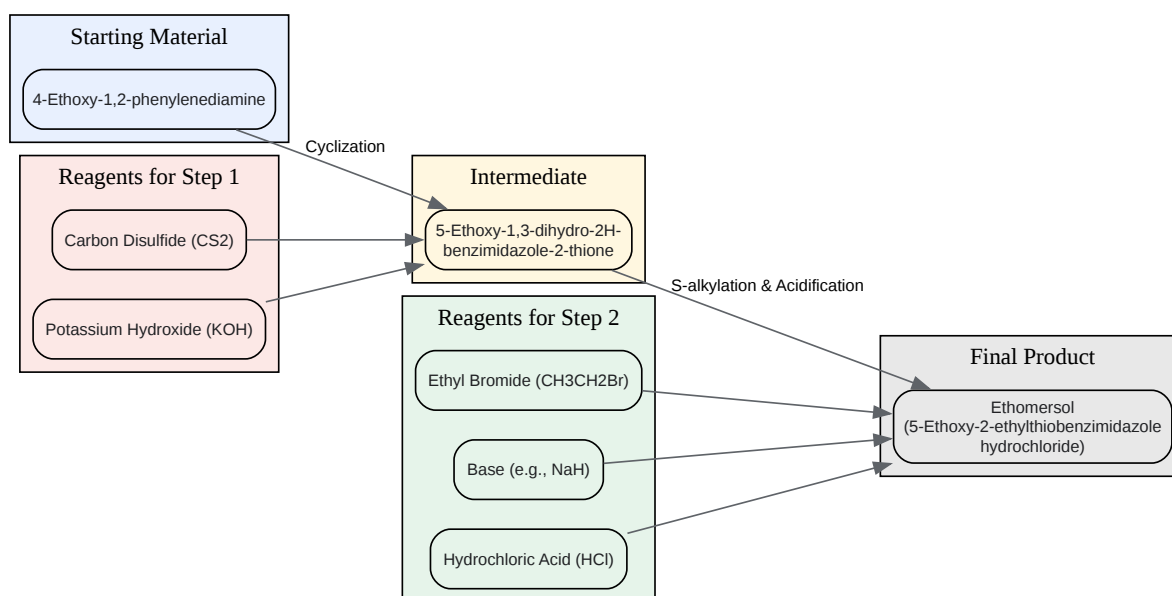 Starting Material
4-Ethoxy-1,2-phenylenediamine
Cyclization
Reagents for Step 1
Carbon Disulfide (CS2)
Potassium Hydroxide (KOH)
Intermediate
5-Ethoxy-1,3-dihydro-2H-
benzimidazole-2-thione
S-alkylation & Acidification
Reagents for Step 2
Ethyl Bromide (CH3CH2Br)
Base (e.g., NaH)
Hydrochloric Acid (HCl)
Final Product
Ethomersol
(5-Ethoxy-2-ethylthiobenzimidazole
hydrochloride)